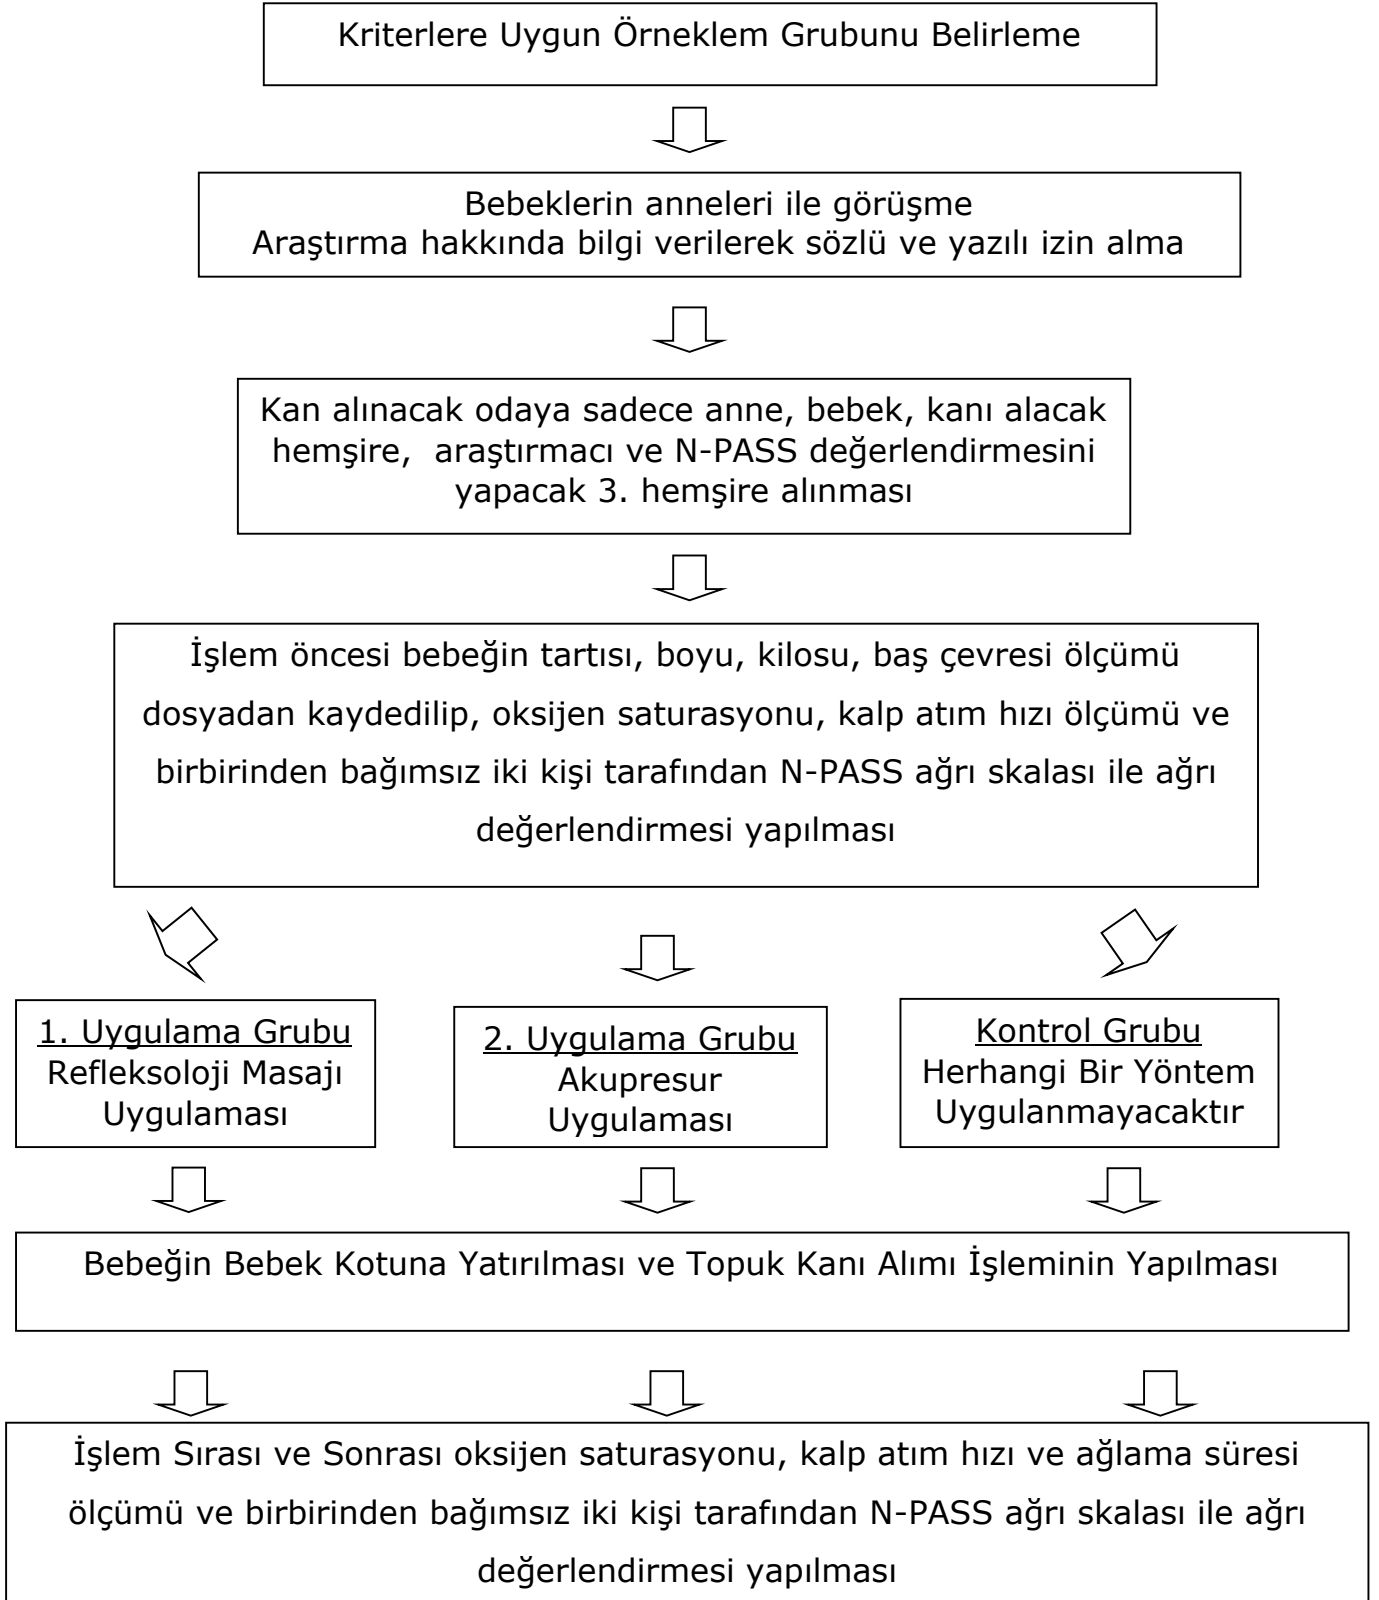 Kriterlere Uygun Örneklem Grubunu Belirleme
Bebeklerin anneleri ile görüşme
Araştırma hakkında bilgi verilerek sözlü ve yazılı izin alma
Kan alınacak odaya sadece anne, bebek, kanı alacak
hemşire, araştırmacı ve N-PASS değerlendirmesini
yapacak 3. hemşire alınması
İşlem öncesi bebeğin tartısı, boyu, kilosu, baş çevresi ölçümü
dosyadan kaydedilip, oksijen saturasyonu, kalp atım hızı ölçümü ve
birbirinden bağımsız iki kişi tarafından N-PASS ağrı skalası ile ağrı
değerlendirmesi yapılması
1. Uygulama Grubu
Refleksoloji Masajı
Uygulaması
2. Uygulama Grubu
Akupresur
Uygulaması
Kontrol Grubu
Herhangi Bir Yöntem
Uygulanmayacaktır
Bebeğin Bebek Kotuna Yatırılması ve Topuk Kanı Alımı İşleminin Yapılması
İşlem Sırası ve Sonrası oksijen saturasyonu, kalp atım hızı ve ağlama süresi
ölçümü ve birbirinden bağımsız iki kişi tarafından N-PASS ağrı skalası ile ağrı
değerlendirmesi yapılması